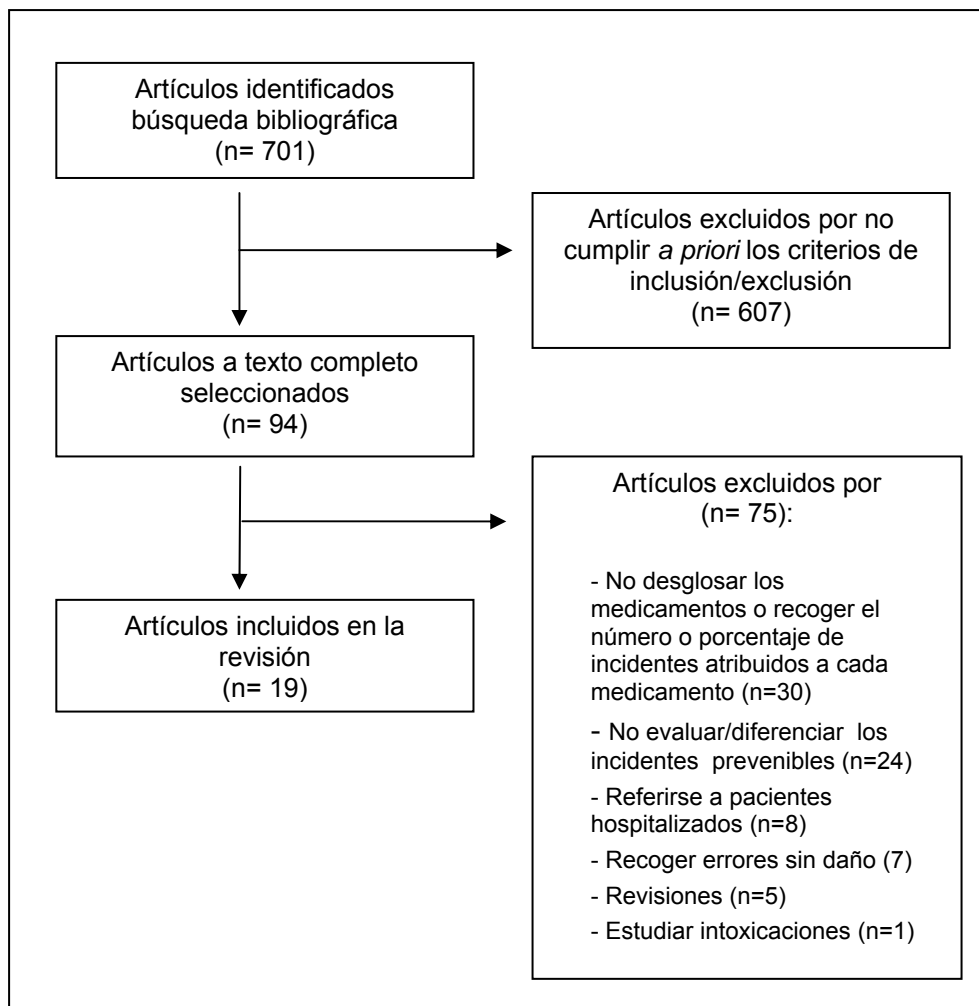 Artículos identificados
búsqueda bibliográfica
(n= 701)
Artículos excluidos por no
cumplir a priori los criterios de
inclusión/exclusión
(n= 607)
Artículos a texto completo
seleccionados
(n= 94)
Artículos excluidos por
(n= 75):
- No desglosar los
medicamentos o recoger el
número o porcentaje de
incidentes atribuidos a cada
medicamento (n=30)
- No evaluar/diferenciar los
incidentes prevenibles (n=24)
- Referirse a pacientes
hospitalizados (n=8)
- Recoger errores sin daño (7)
- Revisiones (n=5)
- Estudiar intoxicaciones (n=1)
Artículos incluidos en la
revisión
(n= 19)